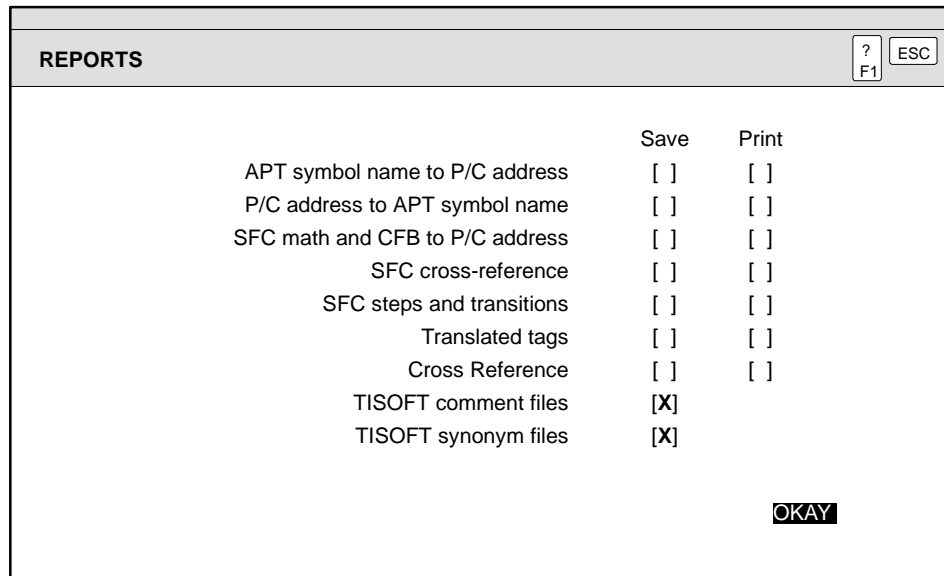 REPORTS ? F1 ESC
Save Print
APT symbol name to P/C address [ ] [ ]
P/C address to APT symbol name [ ] [ ]
SFC math and CFB to P/C address [ ] [ ]
SFC cross-reference [ ] [ ]
SFC steps and transitions [ ] [ ]
Translated tags [ ] [ ]
Cross Reference [ ] [ ]
TISOFT comment files [X]
TISOFT synonym files [X]
OKAY